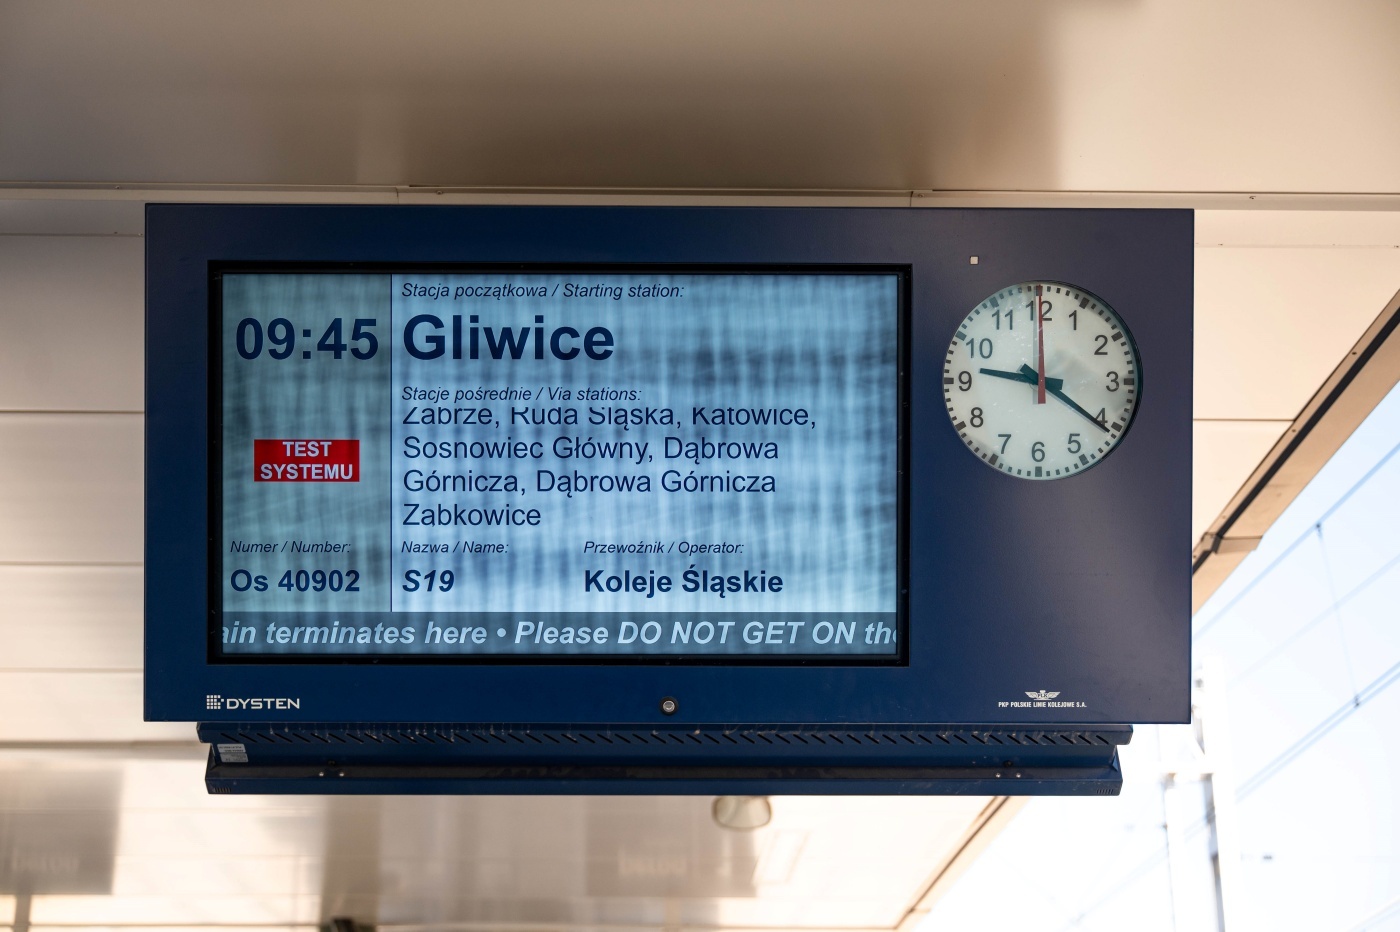 Stacja początkowa / Starting station:
09:45 Gliwice
Stacje pośrednie / Via stations:
Zabrze, Ruda Śląska, Katowice,
Sosnowiec Główny, Dąbrowa
Górnicza, Dąbrowa Górnicza
Zabkowice
TEST
SYSTEMU
Numer / Number: Nazwa / Name: Przewoźnik / Operator:
Os 40902 S19 Koleje Śląskie
ain terminates here • Please DO NOT GET ON the
12
1
2
3
4
5
6
7
8
9
10
11
DYSTEN
PKP POLSKIE LINIE KOLEJOWE S.A.